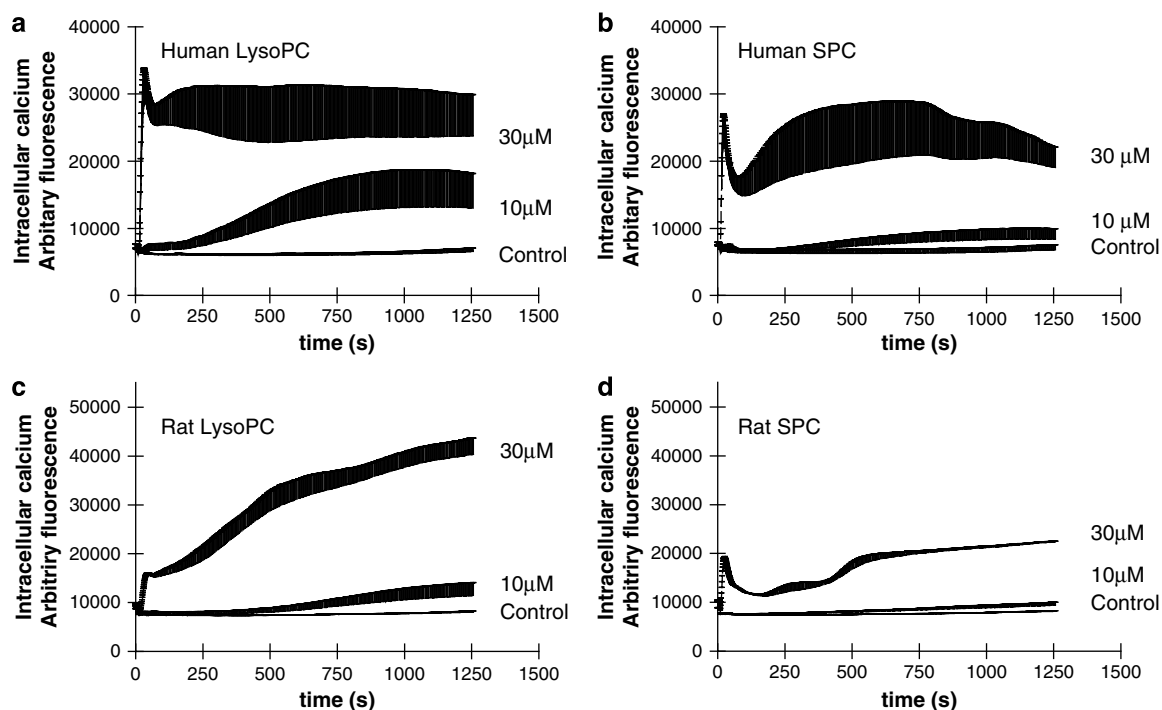 a
Human LysoPC
Intracellular calcium
Arbitary fluorescence
40000
30000
20000
10000
0
30μM
10μM
Control
0 250 500 750 1000 1250 1500
time (s)
b
Human SPC
Intracellular calcium
Arbitary fluorescence
40000
30000
20000
10000
0
30 μM
10 μM
Control
0 250 500 750 1000 1250 1500
time (s)
c
Rat LysoPC
Intracellular calcium
Arbitriry fluorescence
50000
40000
30000
20000
10000
0
30μM
10μM
Control
0 250 500 750 1000 1250 1500
time (s)
d
Rat SPC
Intracellular calcium
Arbitriry fluorescence
50000
40000
30000
20000
10000
0
30μM
10μM
Control
0 250 500 750 1000 1250 1500
time (s)